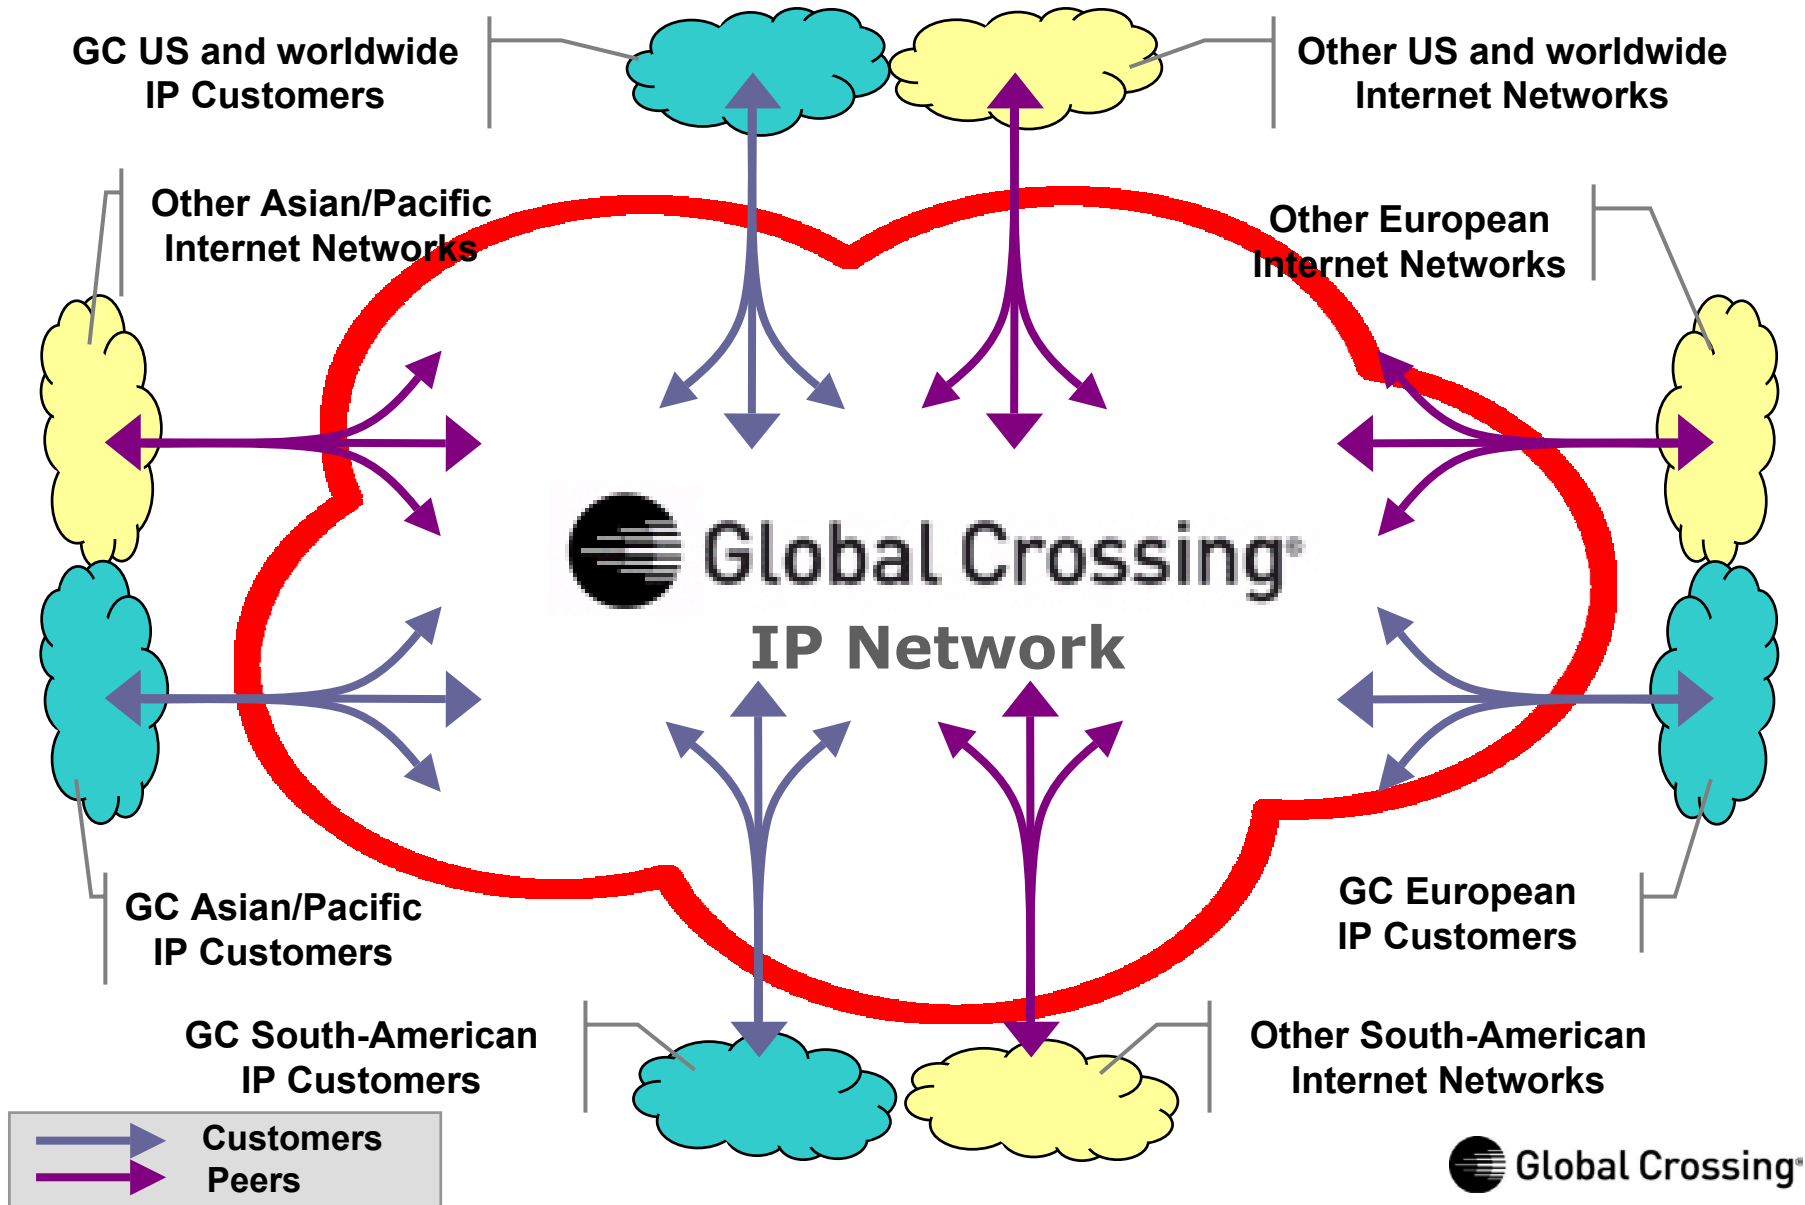 GC US and worldwide
IP Customers
Other US and worldwide
Internet Networks
Other Asian/Pacific
Internet Networks
Other European
Internet Networks
Global Crossing®
IP Network
GC Asian/Pacific
IP Customers
GC European
IP Customers
GC South-American
IP Customers
Other South-American
Internet Networks
Customers
Peers
Global Crossing®